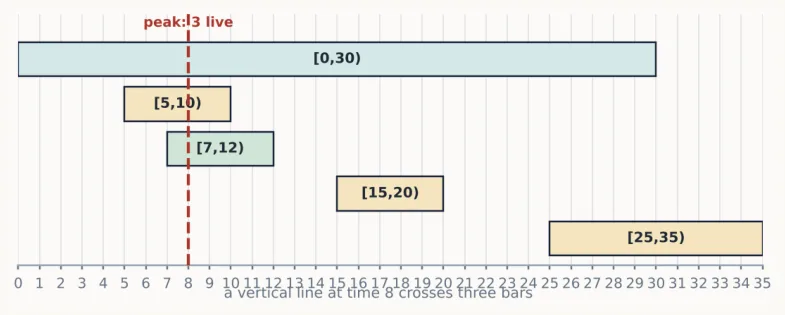 peak: 3 live
[0,30)
[5,10)
[7,12)
[15,20)
[25,35)
0 1 2 3 4 5 6 7 8 9 10 11 12 13 14 15 16 17 18 19 20 21 22 23 24 25 26 27 28 29 30 31 32 33 34 35
a vertical line at time 8 crosses three bars